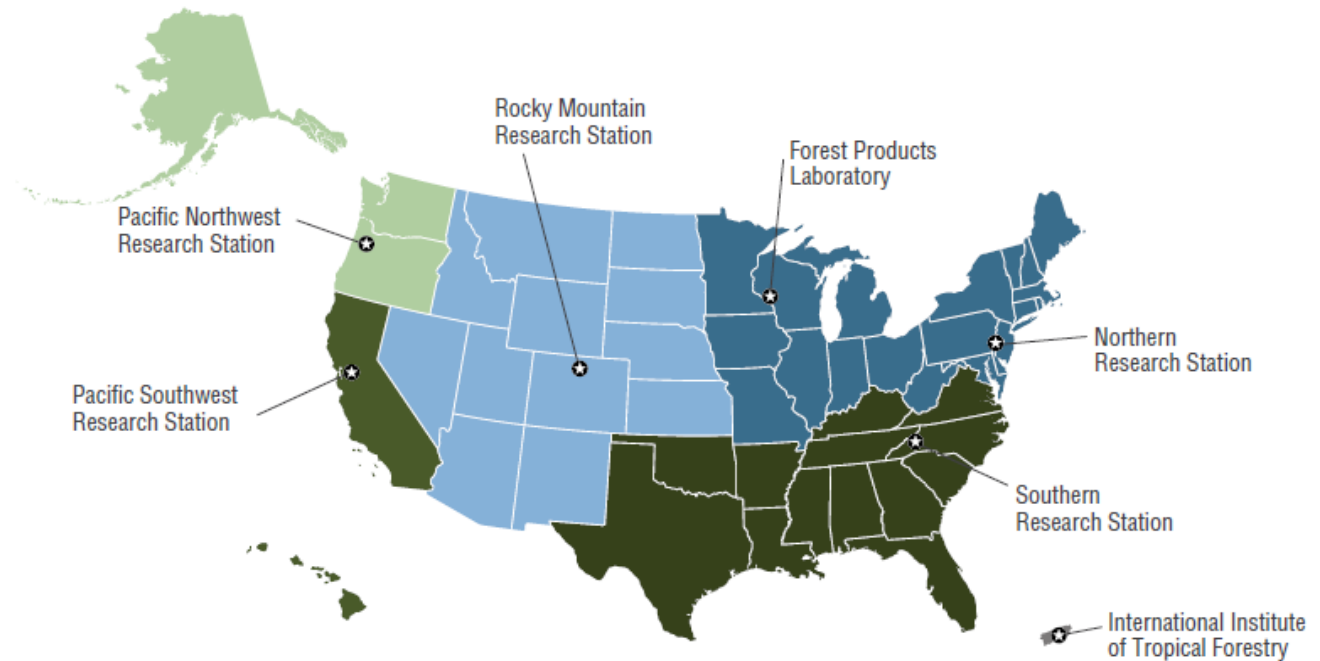 Rocky Mountain
Research Station
Forest Products
Laboratory
Pacific Northwest
Research Station
Northern
Research Station
Pacific Southwest
Research Station
Southern
Research Station
International Institute
of Tropical Forestry